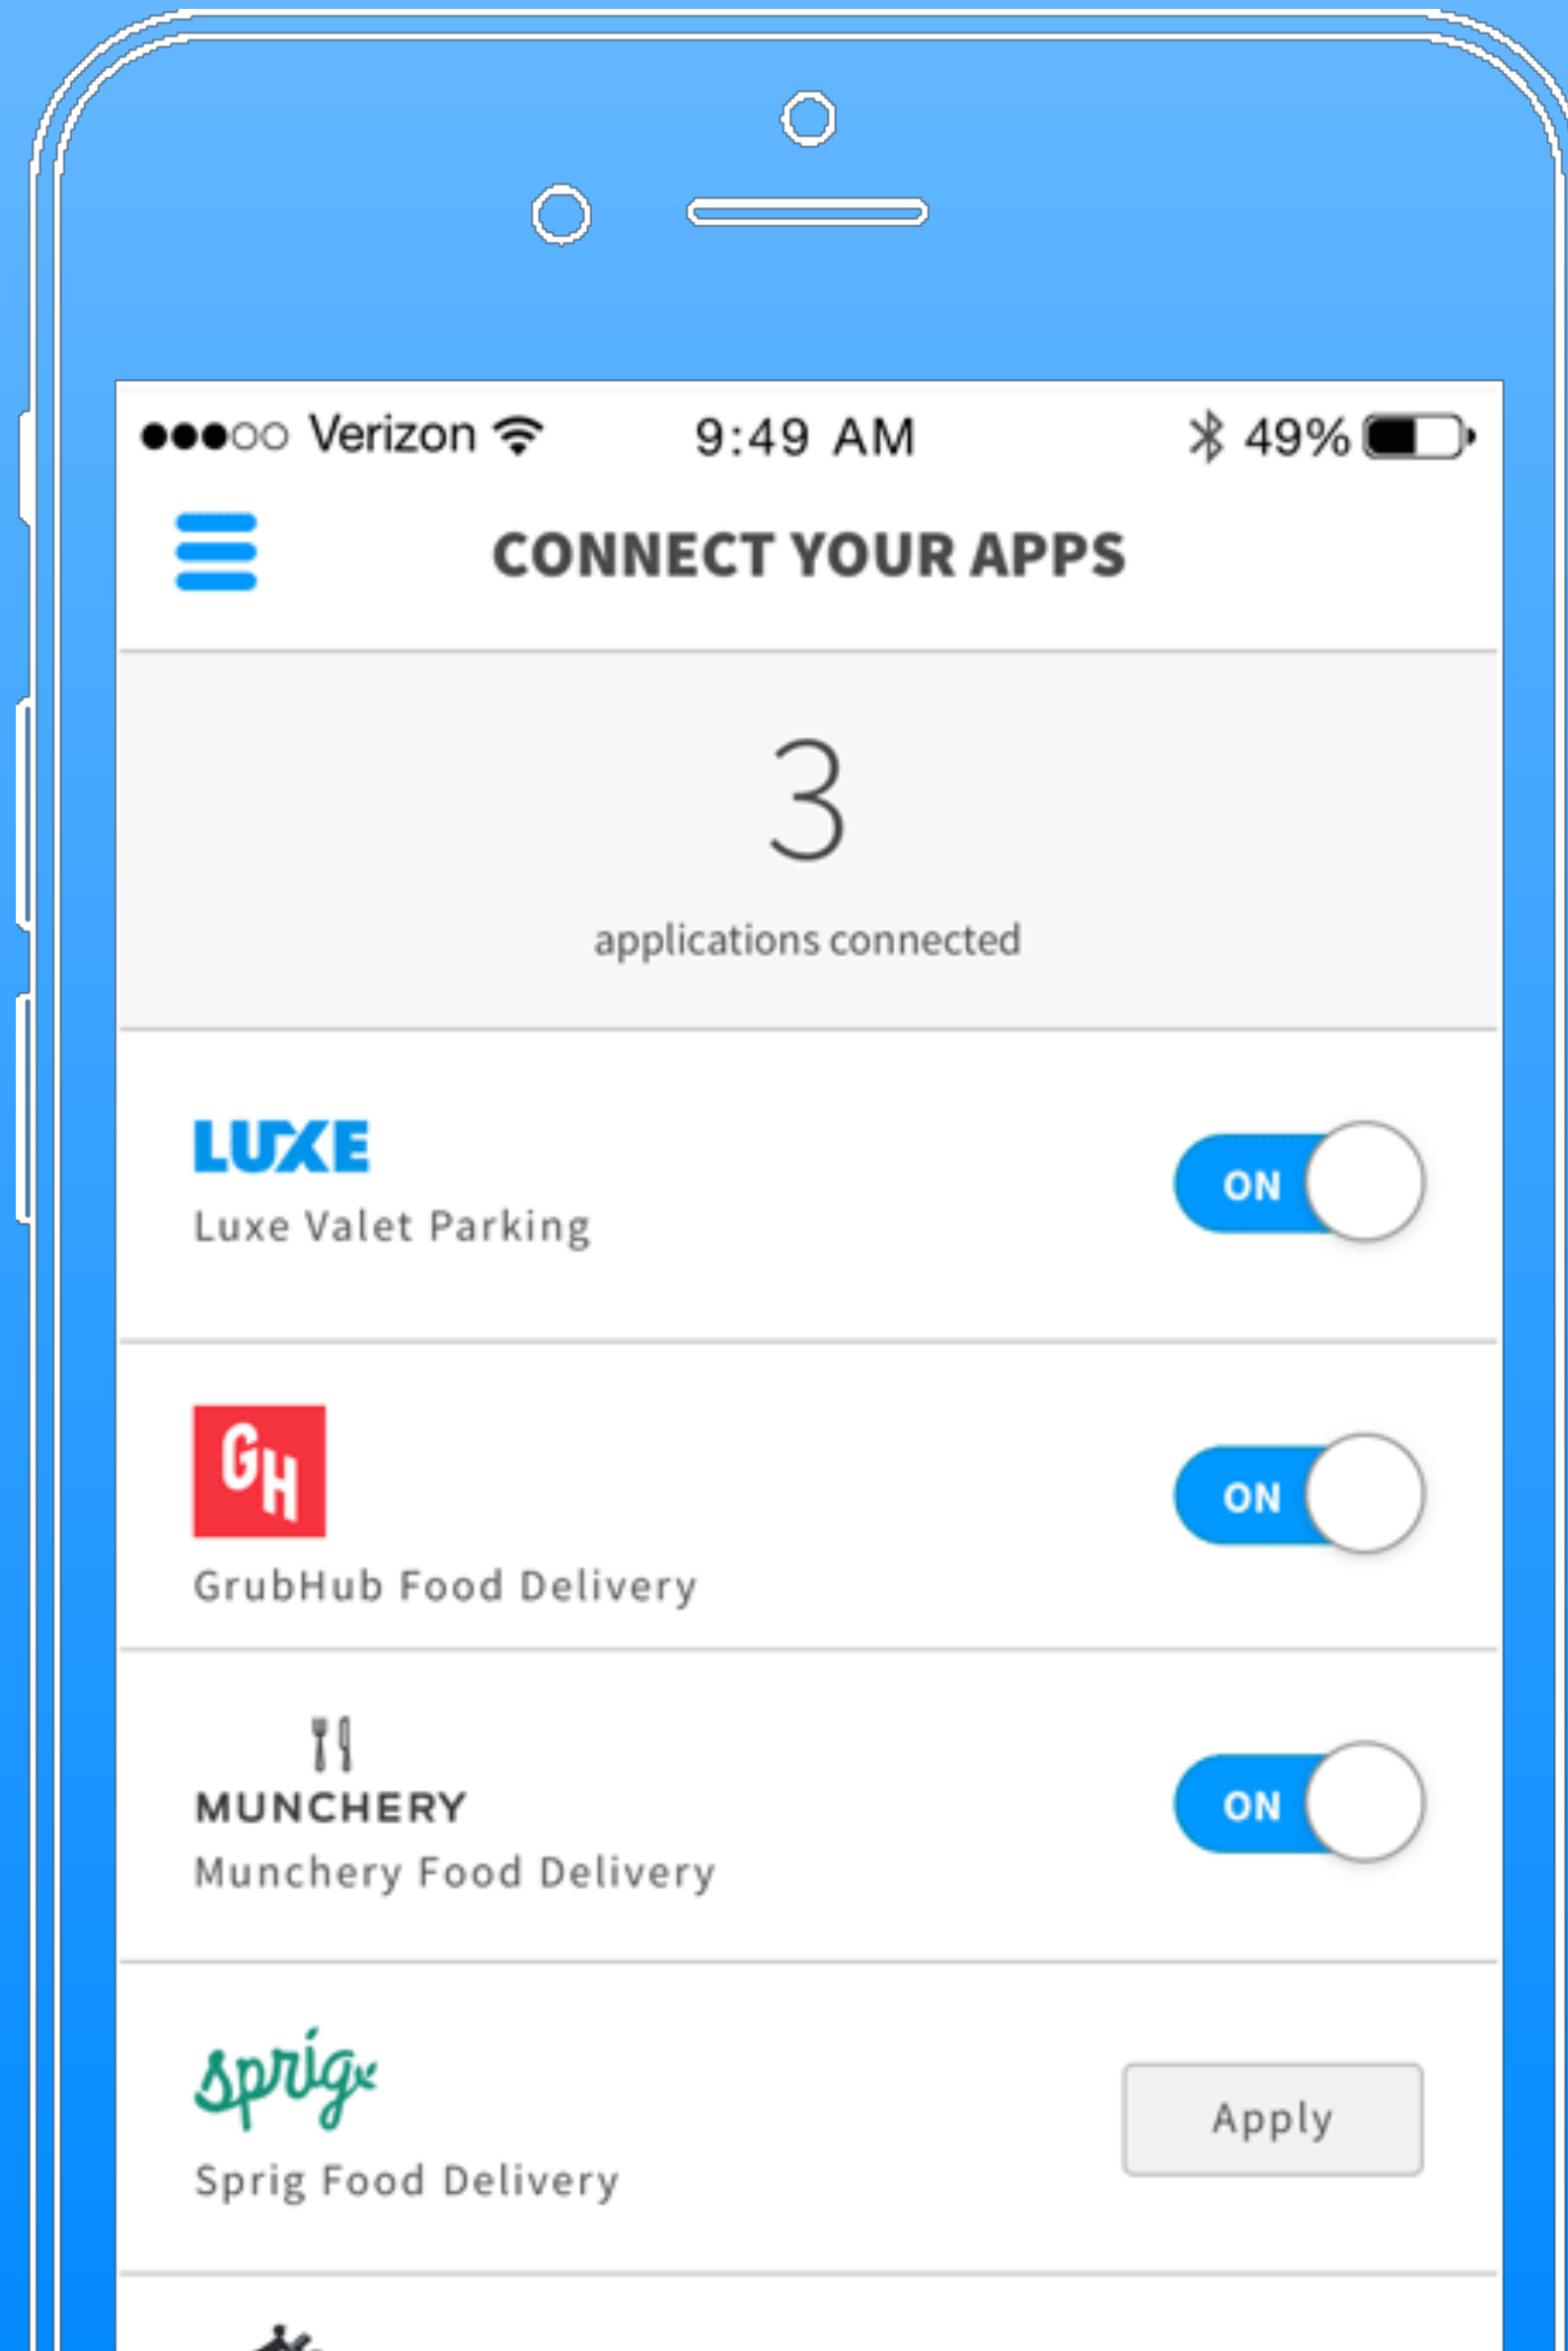 Verizon 9:49 AM 49%
CONNECT YOUR APPS
3
applications connected
LUXE
Luxe Valet Parking
ON
GH
GrubHub Food Delivery
ON
MUNCHERY
Munchery Food Delivery
ON
sprig
Sprig Food Delivery
Apply